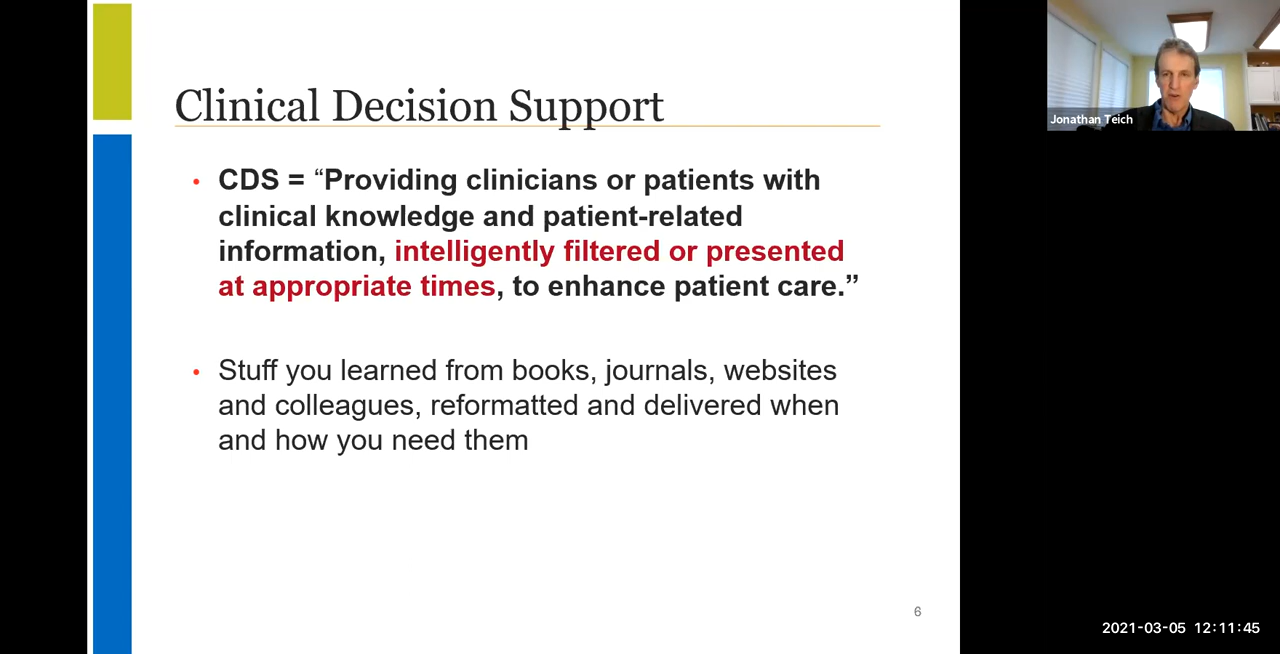 Clinical Decision Support
• CDS = “Providing clinicians or patients with
clinical knowledge and patient-related
information, intelligently filtered or presented
at appropriate times, to enhance patient care.”
• Stuff you learned from books, journals, websites
and colleagues, reformatted and delivered when
and how you need them
6
Jonathan Teich
2021-03-05 12:11:45